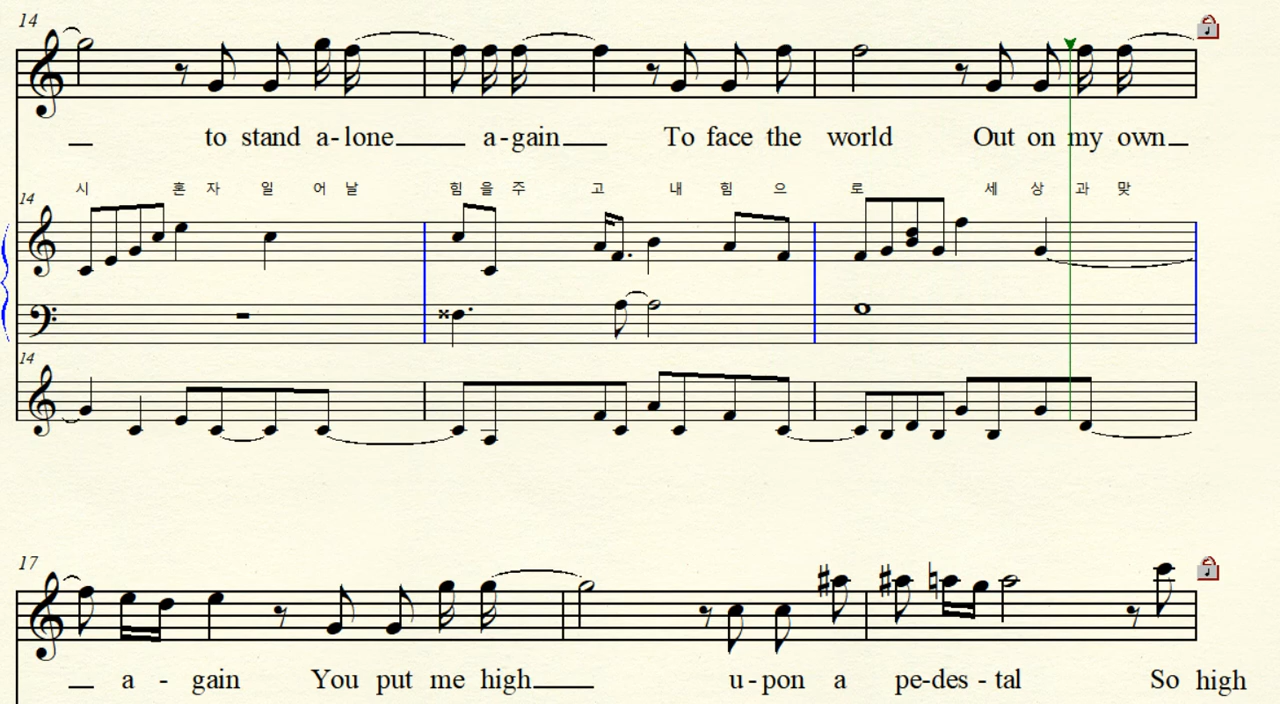 14
to stand a-lone a-gain To face the world Out on my own
시 혼 자 일 어 날 힘 을 주 고 내 힘 으 로 세 상 과 맞
14
14
17
a - gain You put me high u-pon a pe-des - tal So high